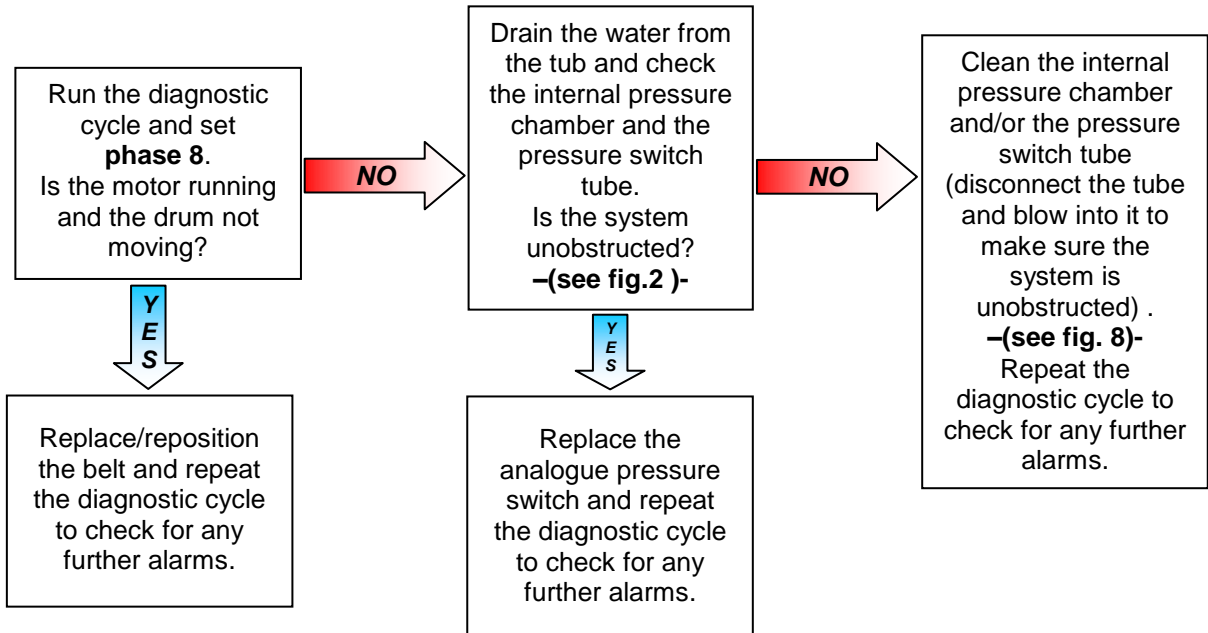 Run the diagnostic
cycle and set
phase 8.
Is the motor running
and the drum not
moving?
NO
Drain the water from
the tub and check
the internal pressure
chamber and the
pressure switch
tube.
Is the system
unobstructed?
–(see fig.2 )-
NO
Clean the internal
pressure chamber
and/or the pressure
switch tube
(disconnect the tube
and blow into it to
make sure the
system is
unobstructed) .
–(see fig. 8)-
Repeat the
diagnostic cycle to
check for any further
alarms.
Y
E
S
Y
E
S
Replace/reposition
the belt and repeat
the diagnostic cycle
to check for any
further alarms.
Replace the
analogue pressure
switch and repeat
the diagnostic cycle
to check for any
further alarms.